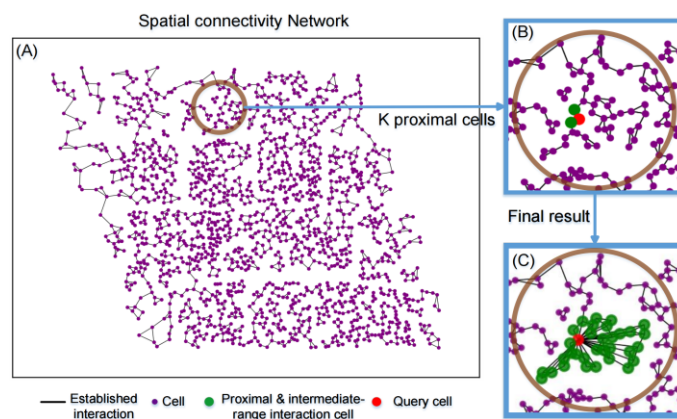 Spatial connectivity Network
(A)
(B)
K proximal cells
Final result
(C)
Established
interaction
Cell
Proximal & intermediate-
range interaction cell
Query cell